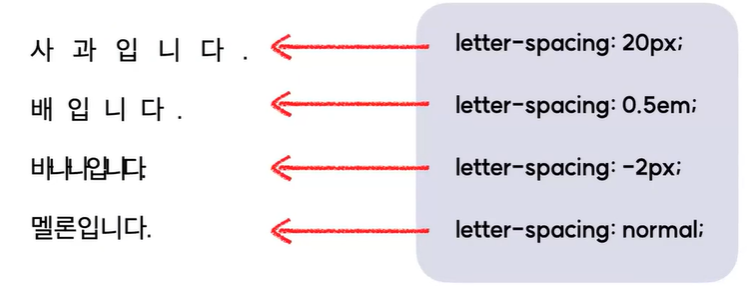 사 과 입 니 다 . letter-spacing: 20px;
배 입 니 다 . letter-spacing: 0.5em;
바나나입니다. letter-spacing: -2px;
멜론입니다. letter-spacing: normal;